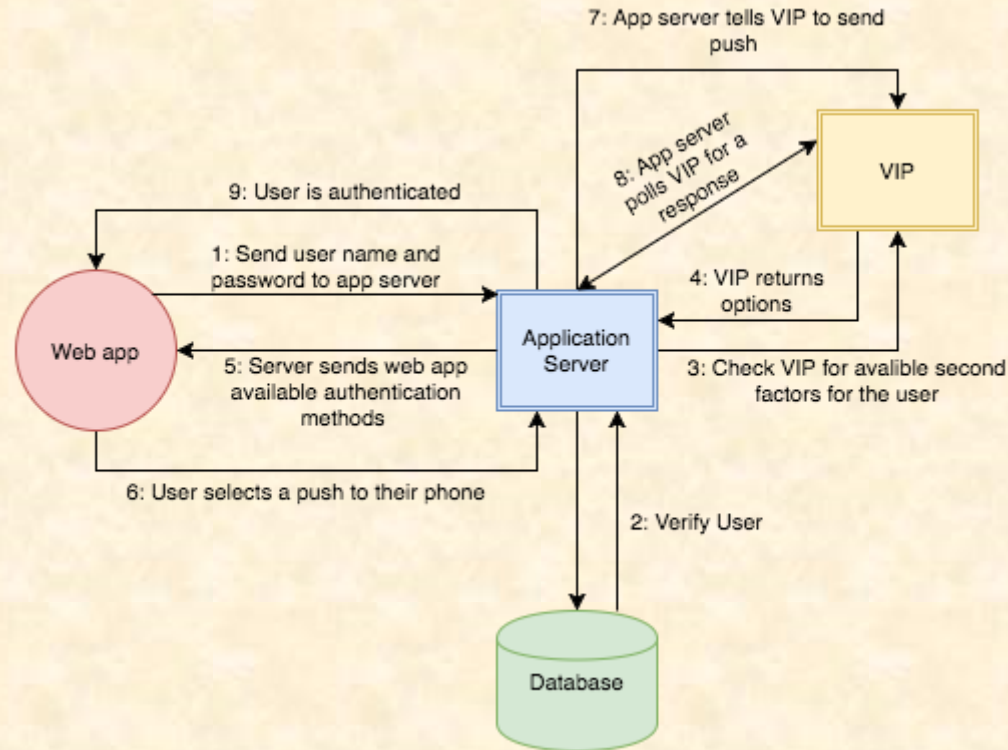 7: App server tells VIP to send
push
8: App server
polls VIP for a
response
VIP
9: User is authenticated
1: Send user name and
password to app server
4: VIP returns
options
Web app
Application
Server
5: Server sends web app
available authentication
methods
3: Check VIP for avalible second
factors for the user
6: User selects a push to their phone
2: Verify User
Database